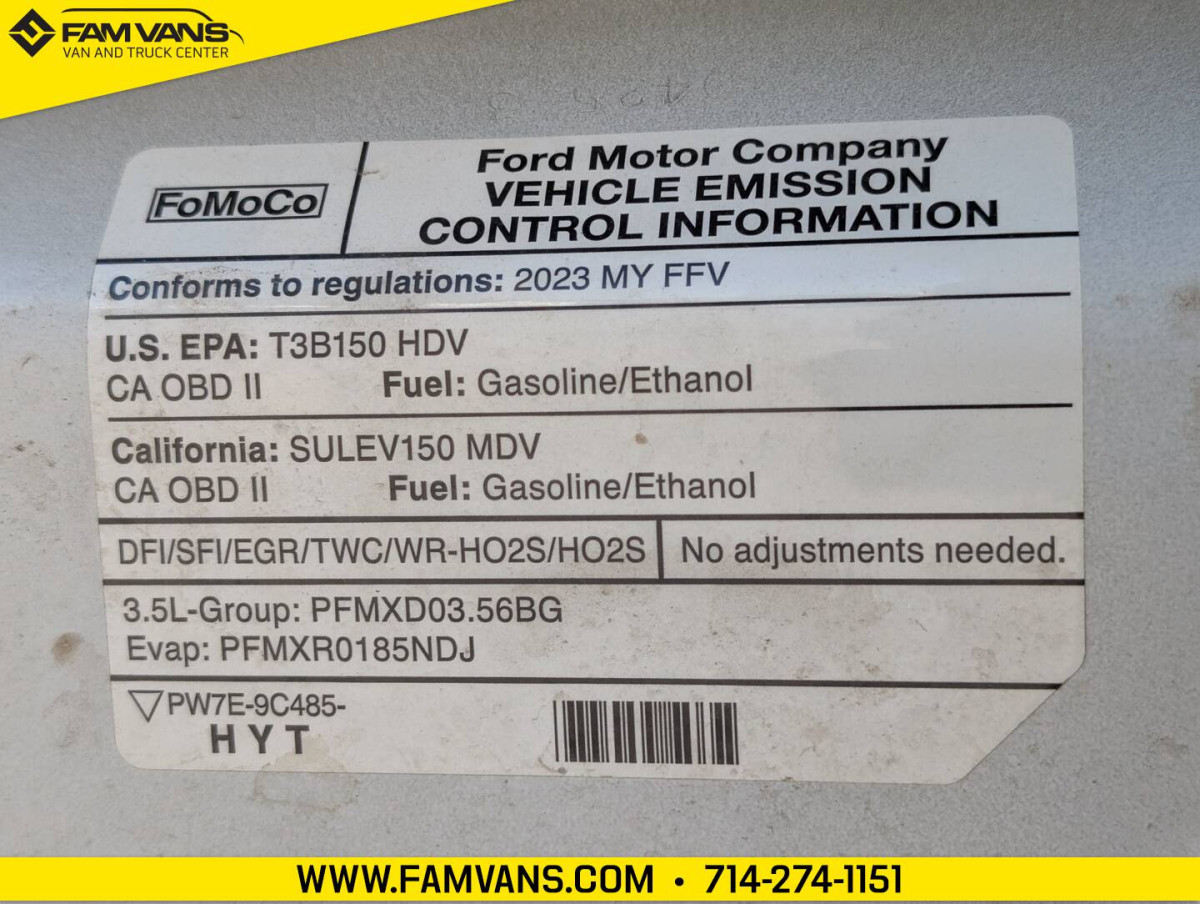 FAM VANS
VAN AND TRUCK CENTER
FoMoCo
Ford Motor Company
VEHICLE EMISSION
CONTROL INFORMATION
Conforms to regulations: 2023 MY FFV
U.S. EPA: T3B150 HDV
CA OBD II Fuel: Gasoline/Ethanol
California: SULEV150 MDV
CA OBD II Fuel: Gasoline/Ethanol
DFI/SFI/EGR/TWC/WR-HO2S/HO2S No adjustments needed.
3.5L-Group: PFMXD03.56BG
Evap: PFMXR0185NDJ
PW7E-9C485-
HYT
WWW.FAMVANS.COM • 714-274-1151